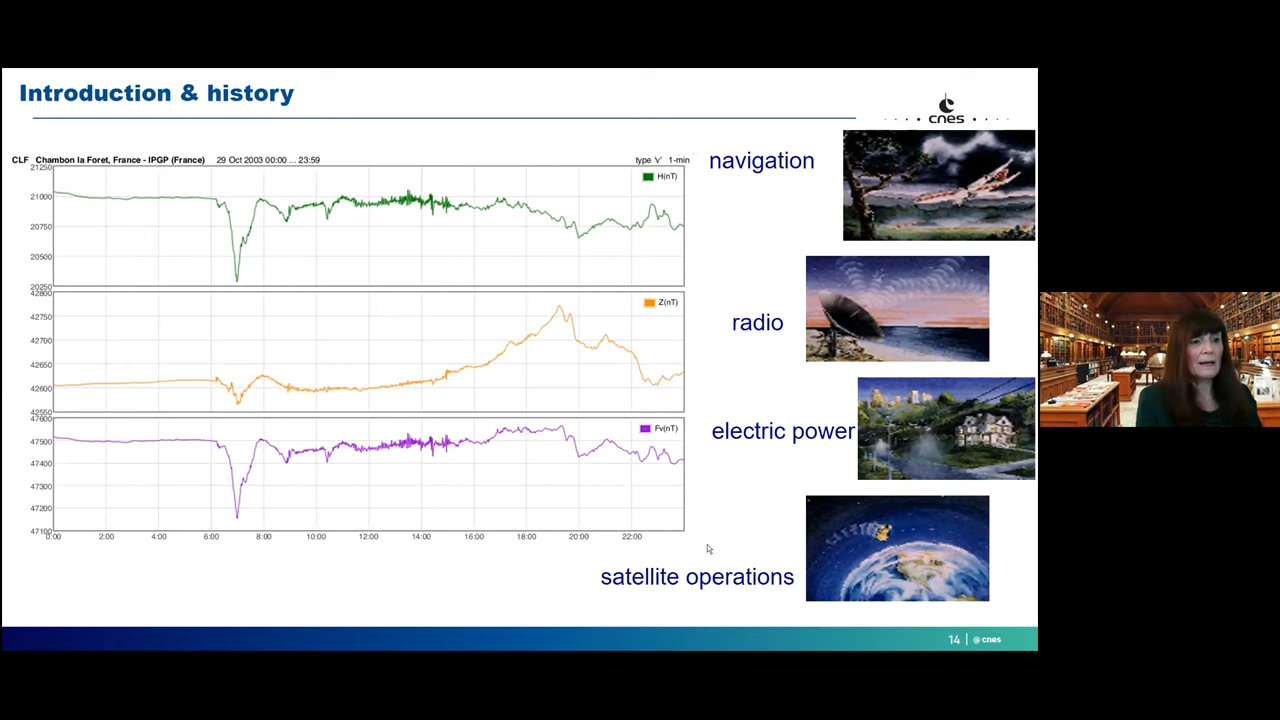 Introduction & history
cnes
CLF Chambon la Foret, France - IPGP (France) 29 Oct 2003 00:00 ... 23:59 type 'v' 1-min
21250
21000
20750
20500
20250
H(nT)
42800
42750
42700
42650
42600
42550
Z(nT)
47600
47500
47400
47300
47200
47100
Fv(nT)
0:00 2:00 4:00 6:00 8:00 10:00 12:00 14:00 16:00 18:00 20:00 22:00
navigation
radio
electric power
satellite operations
14 | @ cnes